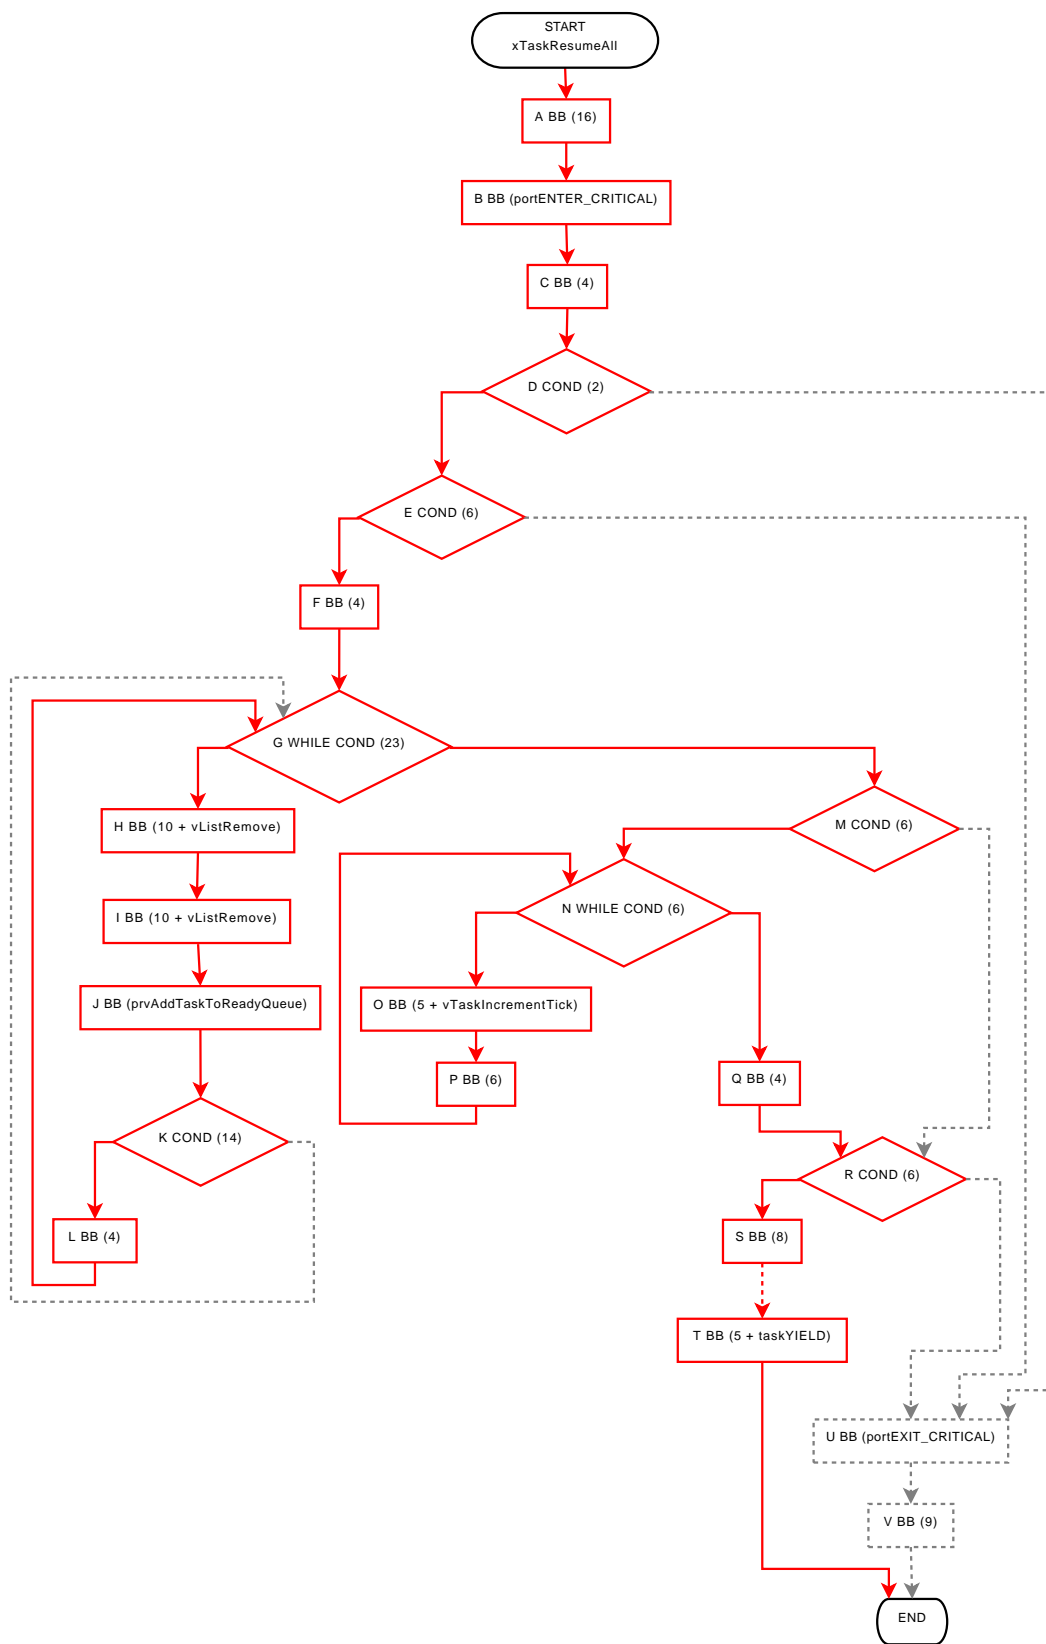 START
xTaskResumeAll
A BB (16)
B BB (portENTER_CRITICAL)
C BB (4)
D COND (2)
E COND (6)
F BB (4)
G WHILE COND (23)
H BB (10 + vListRemove)
M COND (6)
I BB (10 + vListRemove)
N WHILE COND (6)
J BB (prvAddTaskToReadyQueue)
O BB (5 + vTaskIncrementTick)
P BB (6)
Q BB (4)
K COND (14)
R COND (6)
L BB (4)
S BB (8)
T BB (5 + taskYIELD)
U BB (portEXIT_CRITICAL)
V BB (9)
END